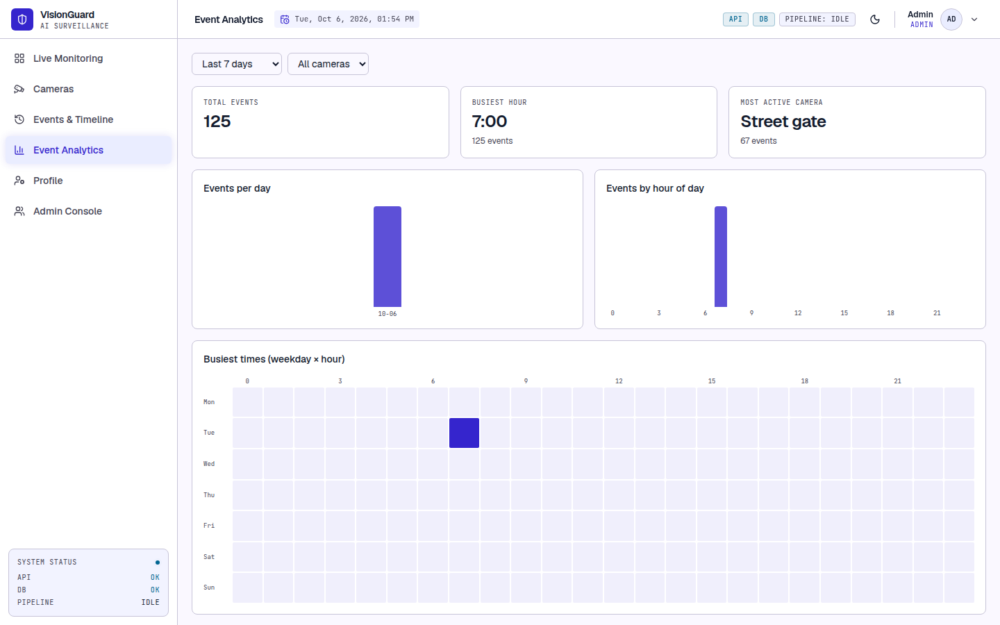 VisionGuard
AI SURVEILLANCE
Live Monitoring
Cameras
Events & Timeline
Event Analytics
Profile
Admin Console
SYSTEM STATUS
API OK
DB OK
PIPELINE IDLE
Event Analytics
Tue, Oct 6, 2026, 01:54 PM
API
DB
PIPELINE: IDLE
Admin
ADMIN
AD
Last 7 days
All cameras
TOTAL EVENTS
125
BUSIEST HOUR
7:00
125 events
MOST ACTIVE CAMERA
Street gate
67 events
Events per day
10-06
Events by hour of day
0 3 6 9 12 15 18 21
Busiest times (weekday × hour)
0 3 6 9 12 15 18 21
Mon
Tue
Wed
Thu
Fri
Sat
Sun